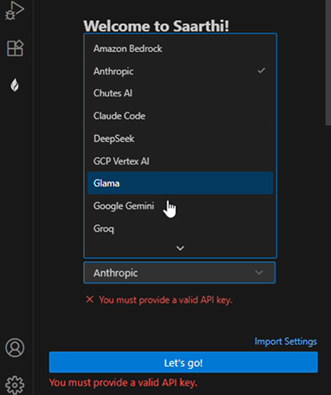 Welcome to Saarthi!
Amazon Bedrock
Anthropic
Chutes AI
Claude Code
DeepSeek
GCP Vertex AI
Glama
Google Gemini
Groq
Anthropic
You must provide a valid API key.
Import Settings
Let's go!
You must provide a valid API key.